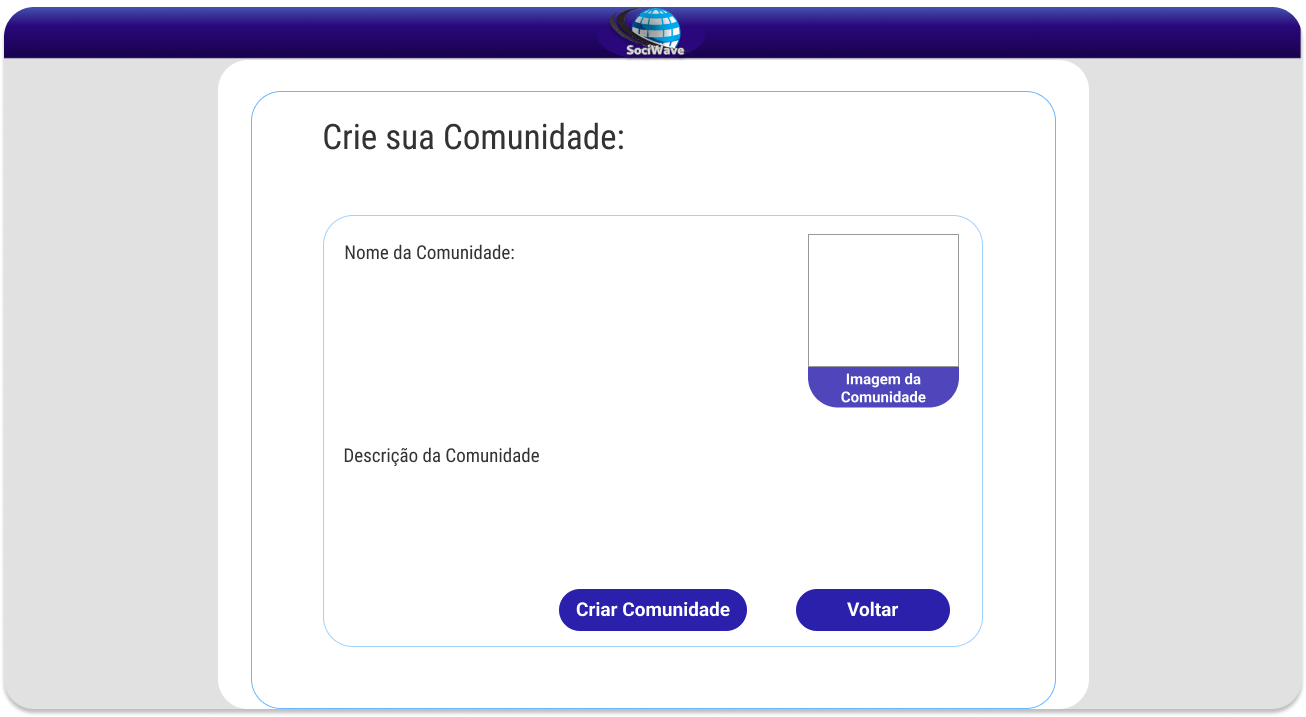 SociWave
Crie sua Comunidade:
Nome da Comunidade:
Imagem da
Comunidade
Descrição da Comunidade
Criar Comunidade
Voltar